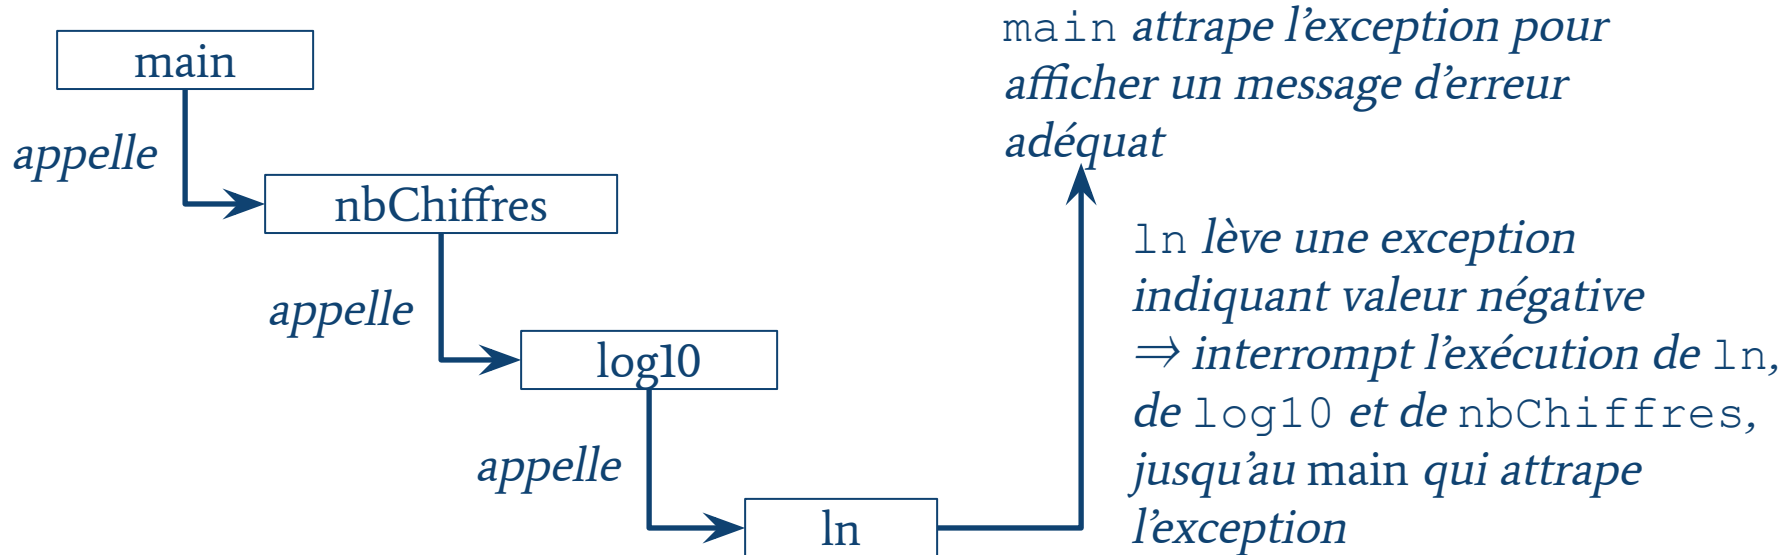 main
appelle
nbChiffres
appelle
log10
appelle
ln
main attrape l'exception pour
afficher un message d'erreur
adéquat
ln lève une exception
indiquant valeur négative
⇒ interrompt l'exécution de ln,
de log10 et de nbChiffres,
jusqu'au main qui attrape
l'exception